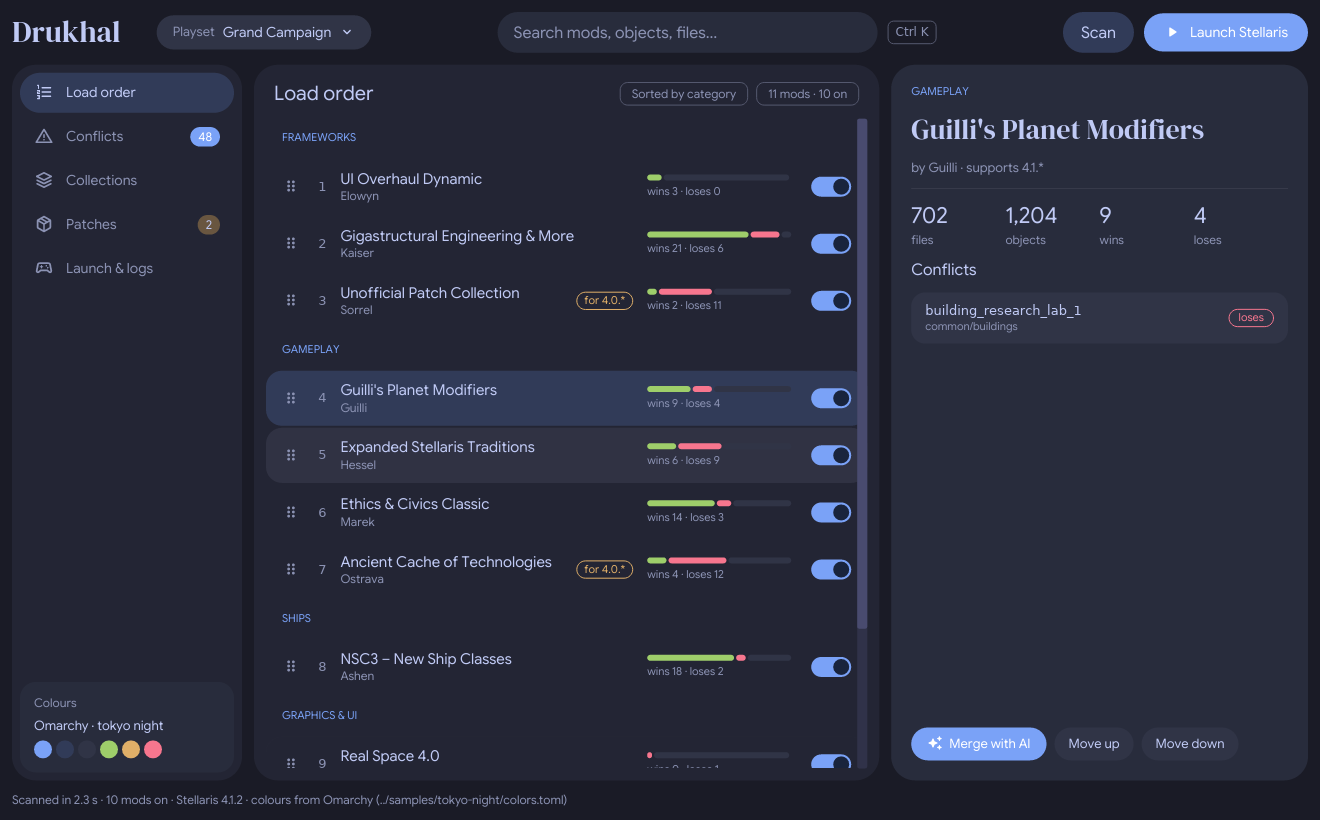 Drukhal
Playset Grand Campaign
Search mods, objects, files...
Ctrl K
Scan
Launch Stellaris
Load order
Conflicts 48
Collections
Patches 2
Launch & logs
Colours
Omarchy · tokyo night
Load order
Sorted by category
11 mods · 10 on
FRAMEWORKS
1 UI Overhaul Dynamic
Elowyn
wins 3 · loses 0
2 Gigastructural Engineering & More
Kaiser
wins 21 · loses 6
3 Unofficial Patch Collection
Sorrel
for 4.0.*
wins 2 · loses 11
GAMEPLAY
4 Guilli's Planet Modifiers
Guilli
wins 9 · loses 4
5 Expanded Stellaris Traditions
Hessel
wins 6 · loses 9
6 Ethics & Civics Classic
Marek
wins 14 · loses 3
7 Ancient Cache of Technologies
Ostrava
for 4.0.*
wins 4 · loses 12
SHIPS
8 NSC3 – New Ship Classes
Ashen
wins 18 · loses 2
GRAPHICS & UI
9 Real Space 4.0
GAMEPLAY
Guilli's Planet Modifiers
by Guilli · supports 4.1.*
702 1,204 9 4
files objects wins loses
Conflicts
building_research_lab_1
common/buildings
loses
Merge with AI
Move up
Move down
Scanned in 2.3 s · 10 mods on · Stellaris 4.1.2 · colours from Omarchy (../samples/tokyo-night/colors.toml)